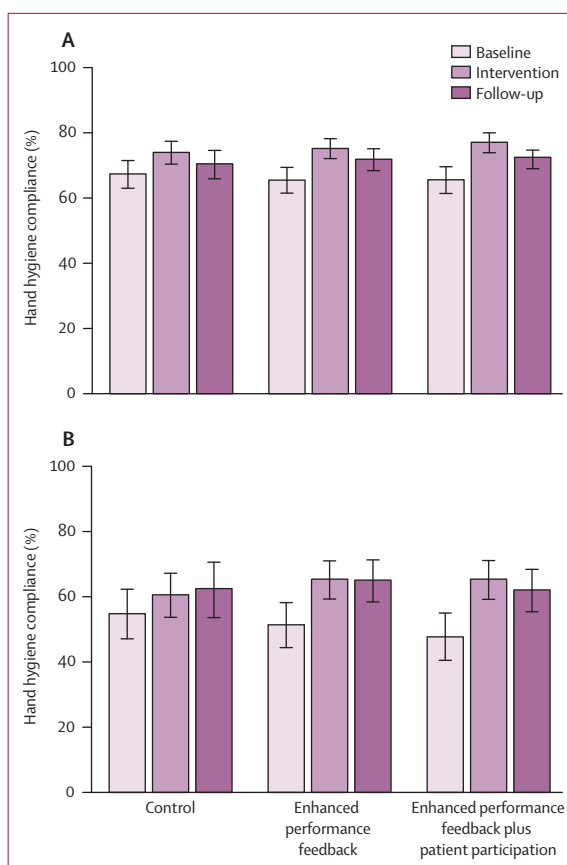 A
Baseline
Intervention
Follow-up
100
80
60
40
20
0
Hand hygiene compliance (%)
B
100
80
60
40
20
0
Hand hygiene compliance (%)
Control
Enhanced
performance
feedback
Enhanced performance
feedback plus
patient participation